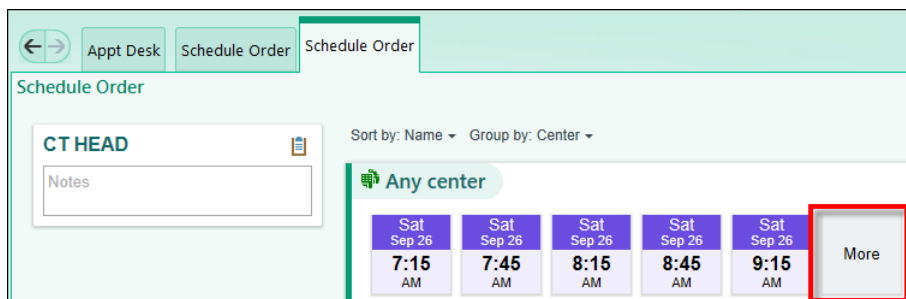 Appt Desk Schedule Order Schedule Order
Schedule Order
CT HEAD
Notes
Sort by: Name Group by: Center
Any center
Sat Sat Sat Sat Sat
Sep 26 Sep 26 Sep 26 Sep 26 Sep 26
7:15 7:45 8:15 8:45 9:15 More
AM AM AM AM AM